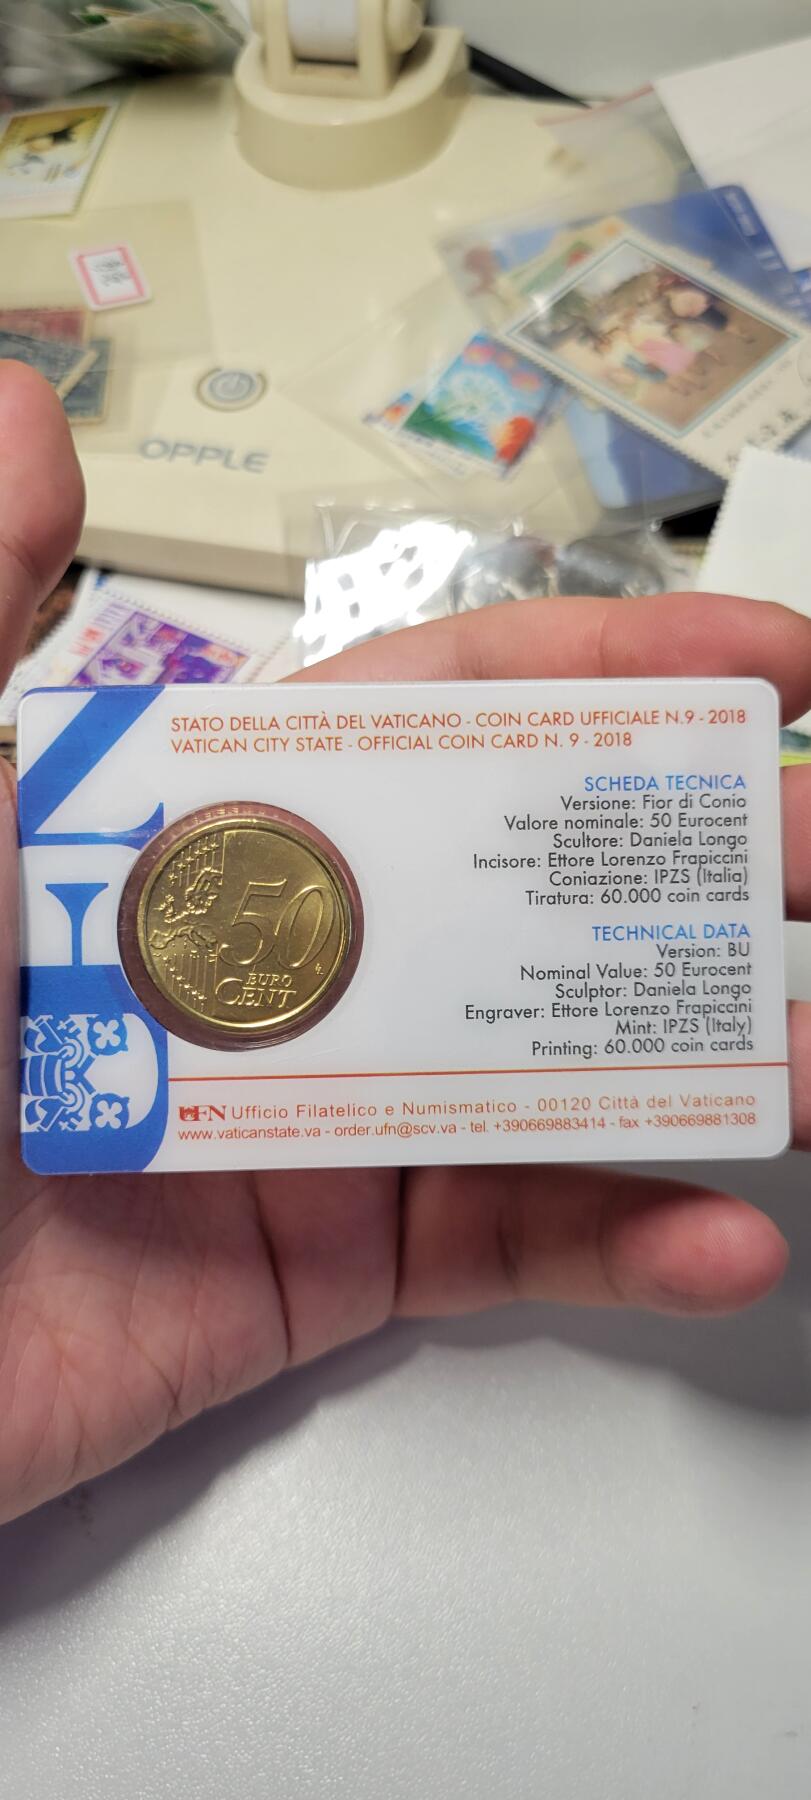 OPPLE
STATO DELLA CITTÀ DEL VATICANO - COIN CARD UFFICIALE N.9 - 2018
VATICAN CITY STATE - OFFICIAL COIN CARD N. 9 - 2018
SCHEDA TECNICA
Versione: Fior di Conio
Valore nominale: 50 Eurocent
Scultore: Daniela Longo
Incisore: Ettore Lorenzo Frapiccini
Coniazione: IPZS (Italia)
Tiratura: 60.000 coin cards
TECHNICAL DATA
Version: BU
Nominal Value: 50 Eurocent
Sculptor: Daniela Longo
Engraver: Ettore Lorenzo Frapiccini
Mint: IPZS (Italy)
Printing: 60.000 coin cards
50
EURO
CENT
UFN Ufficio Filatelico e Numismatico - 00120 Città del Vaticano
www.vaticanstate.va - order.ufn@scv.va - tel. +390669883414 - fax +390669881308